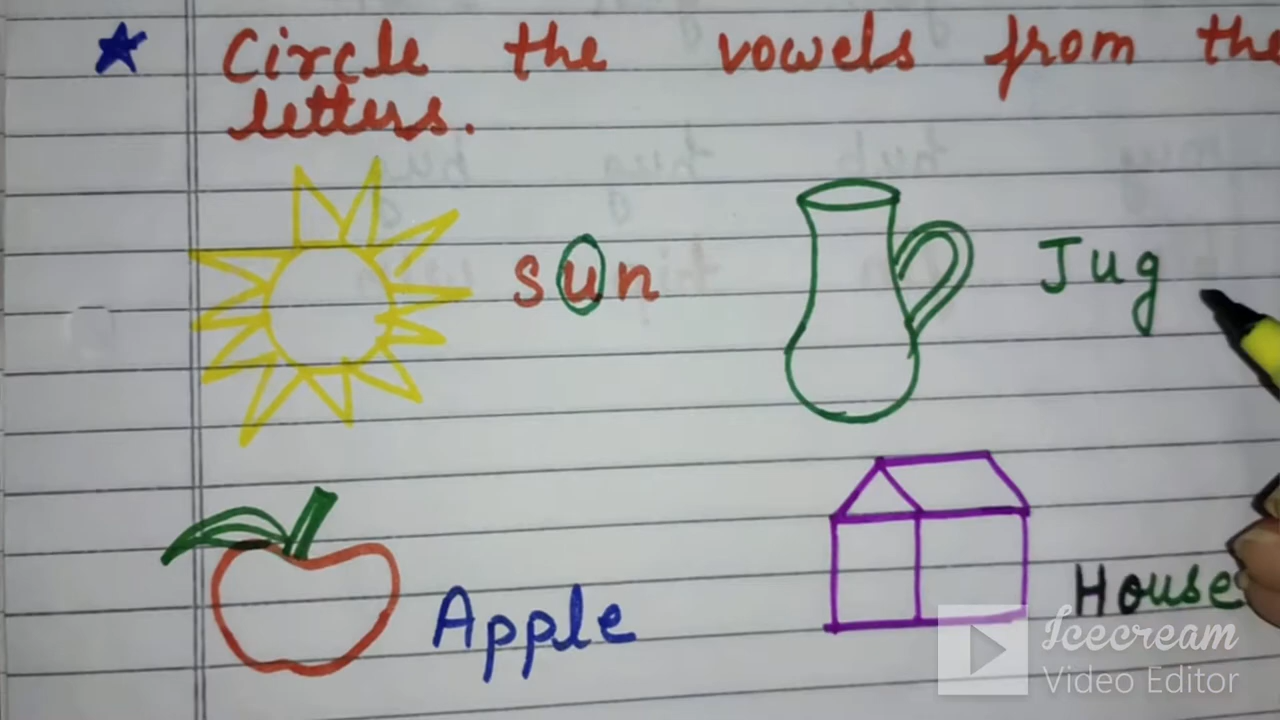 Circle the vowels from the
letters.
sun
Jug
Apple
House
Icecream
Video Editor